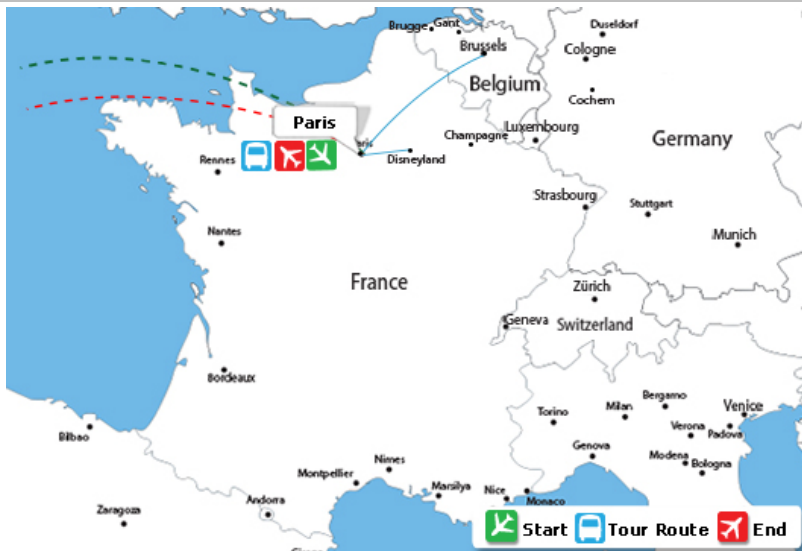 Brugge
Gant
Duseldorf
Brussels
Cologne
Belgium
Cochem
Paris
Champagne
Luxembourg
Germany
Rennes
Disneyland
Strasbourg
Stuttgart
Nantes
Munich
France
Zürich
Geneva
Switzerland
Bordeaux
Bergamo
Torino
Milan
Venice
Bilbao
Verona
Padova
Genova
Modena
Bologna
Nimes
Montpellier
Marsilya
Nice
Monaco
Zaragoza
Andorra
Start Tour Route End